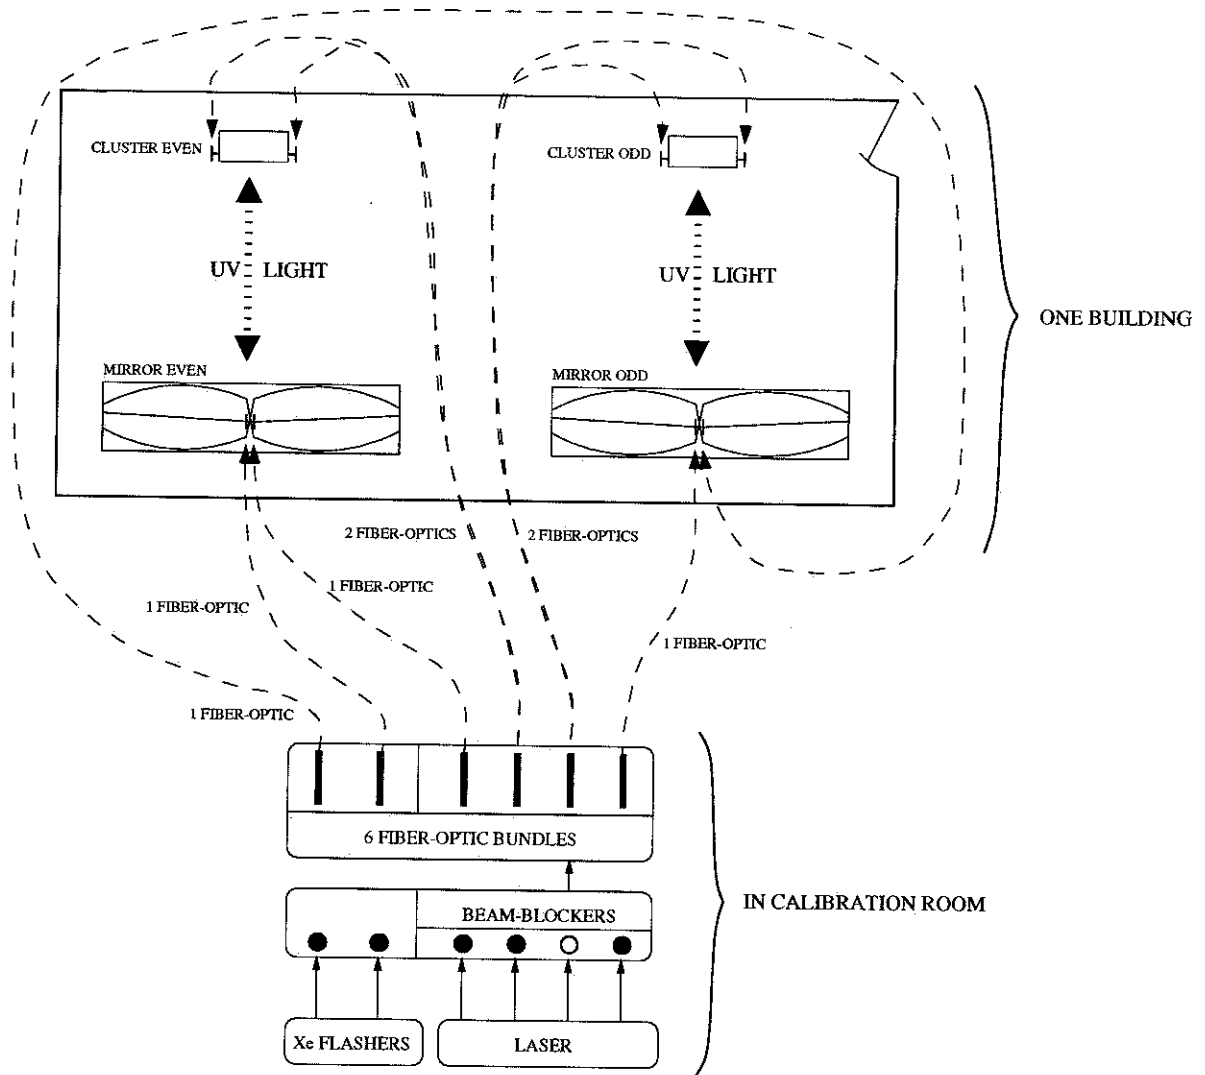 CLUSTER EVEN
CLUSTER ODD
UV LIGHT
UV LIGHT
ONE BUILDING
MIRROR EVEN
MIRROR ODD
2 FIBER-OPTICS
2 FIBER-OPTICS
1 FIBER-OPTIC
1 FIBER-OPTIC
1 FIBER-OPTIC
1 FIBER-OPTIC
6 FIBER-OPTIC BUNDLES
IN CALIBRATION ROOM
BEAM-BLOCKERS
Xe FLASHERS
LASER